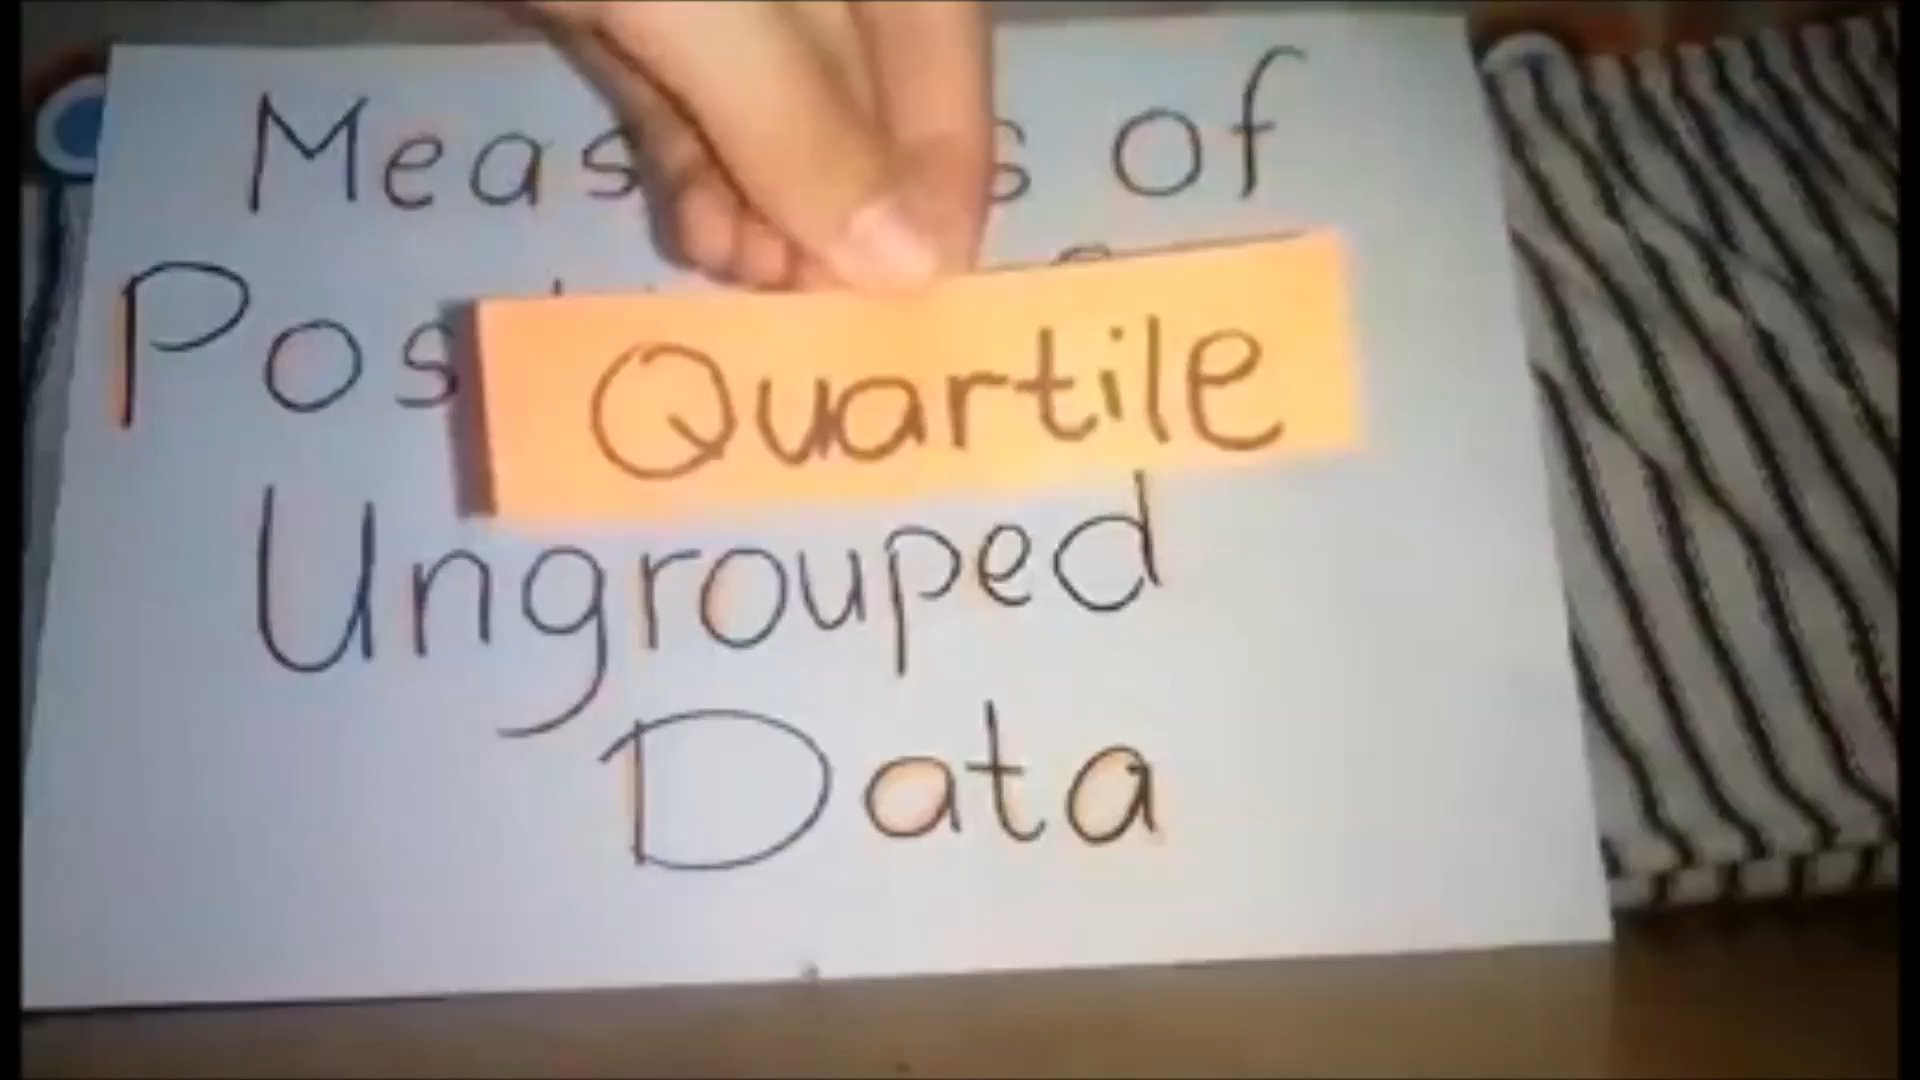 Meas s of
Pos
Quartile
Ungrouped
Data